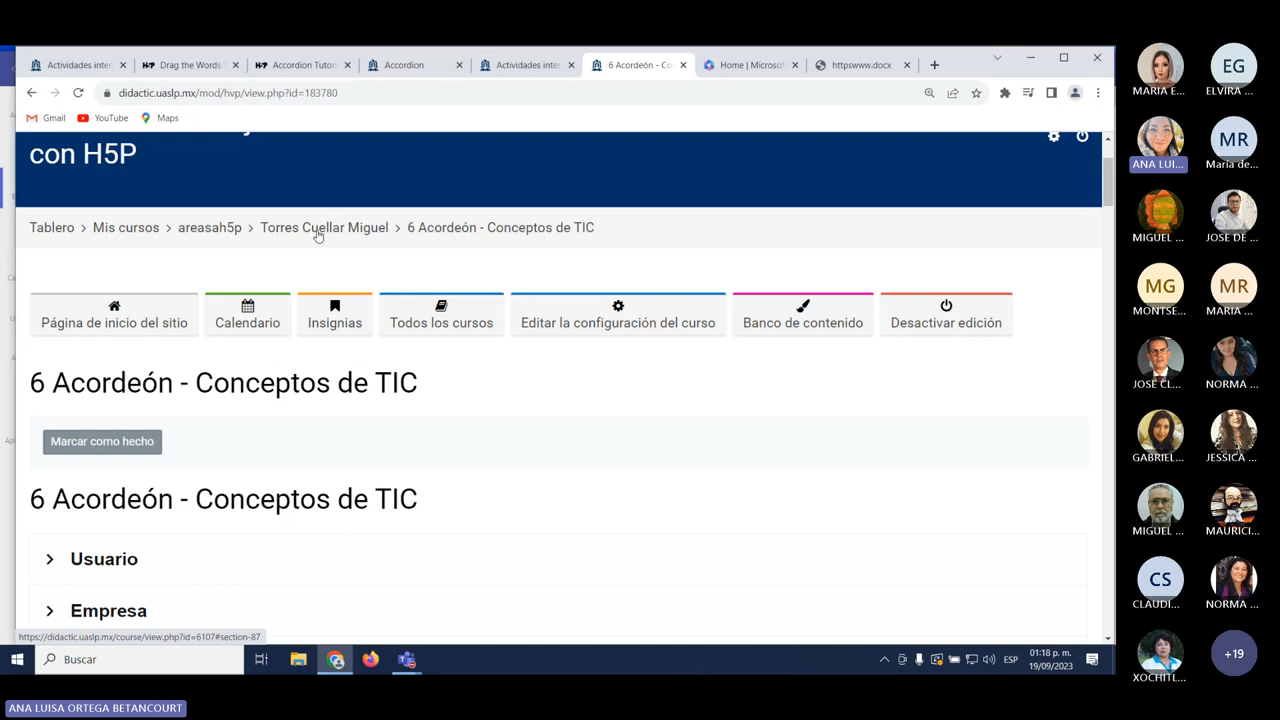 Actividades inter
H-P Drag the Words
H-P Accordion Tutori
Accordion
Actividades inter
6 Acordeón - Co
Home | Microsof
httpswww.docx
didactic.uaslp.mx/mod/hvp/view.php?id=183780
Gmail
YouTube
Maps
con H5P
Tablero > Mis cursos > areasah5p > Torres Cuellar Miguel > 6 Acordeón - Conceptos de TIC
Página de inicio del sitio
Calendario
Insignias
Todos los cursos
Editar la configuración del curso
Banco de contenido
Desactivar edición
6 Acordeón - Conceptos de TIC
Marcar como hecho
6 Acordeón - Conceptos de TIC
Usuario
Empresa
https://didactic.uaslp.mx/course/view.php?id=6107#section-87
Buscar
ESP
01:18 p. m.
19/09/2023
MARIA E...
EG
ELVIRA ...
ANA LUI...
MR
María de...
MIGUEL ...
JOSE DE ...
MG
MONTSE...
MR
MARIA ...
JOSE CL...
NORMA ...
GABRIEL...
JESSICA ...
MIGUEL ...
MAURICI...
CS
CLAUDI...
NORMA ...
XOCHITL...
+19
ANA LUISA ORTEGA BETANCOURT